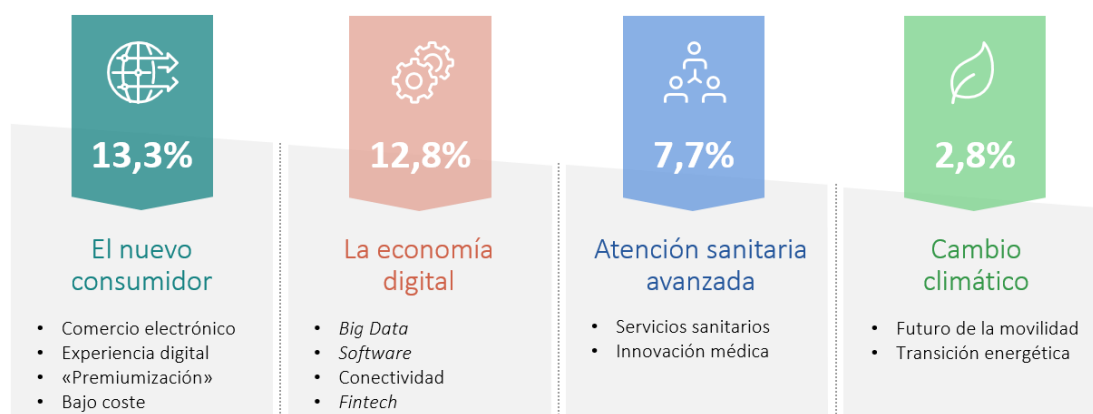 13,3%
El nuevo
consumidor
• Comercio electrónico
• Experiencia digital
• «Premiumización»
• Bajo coste
12,8%
La economía
digital
• Big Data
• Software
• Conectividad
• Fintech
7,7%
Atención sanitaria
avanzada
• Servicios sanitarios
• Innovación médica
2,8%
Cambio
climático
• Futuro de la movilidad
• Transición energética